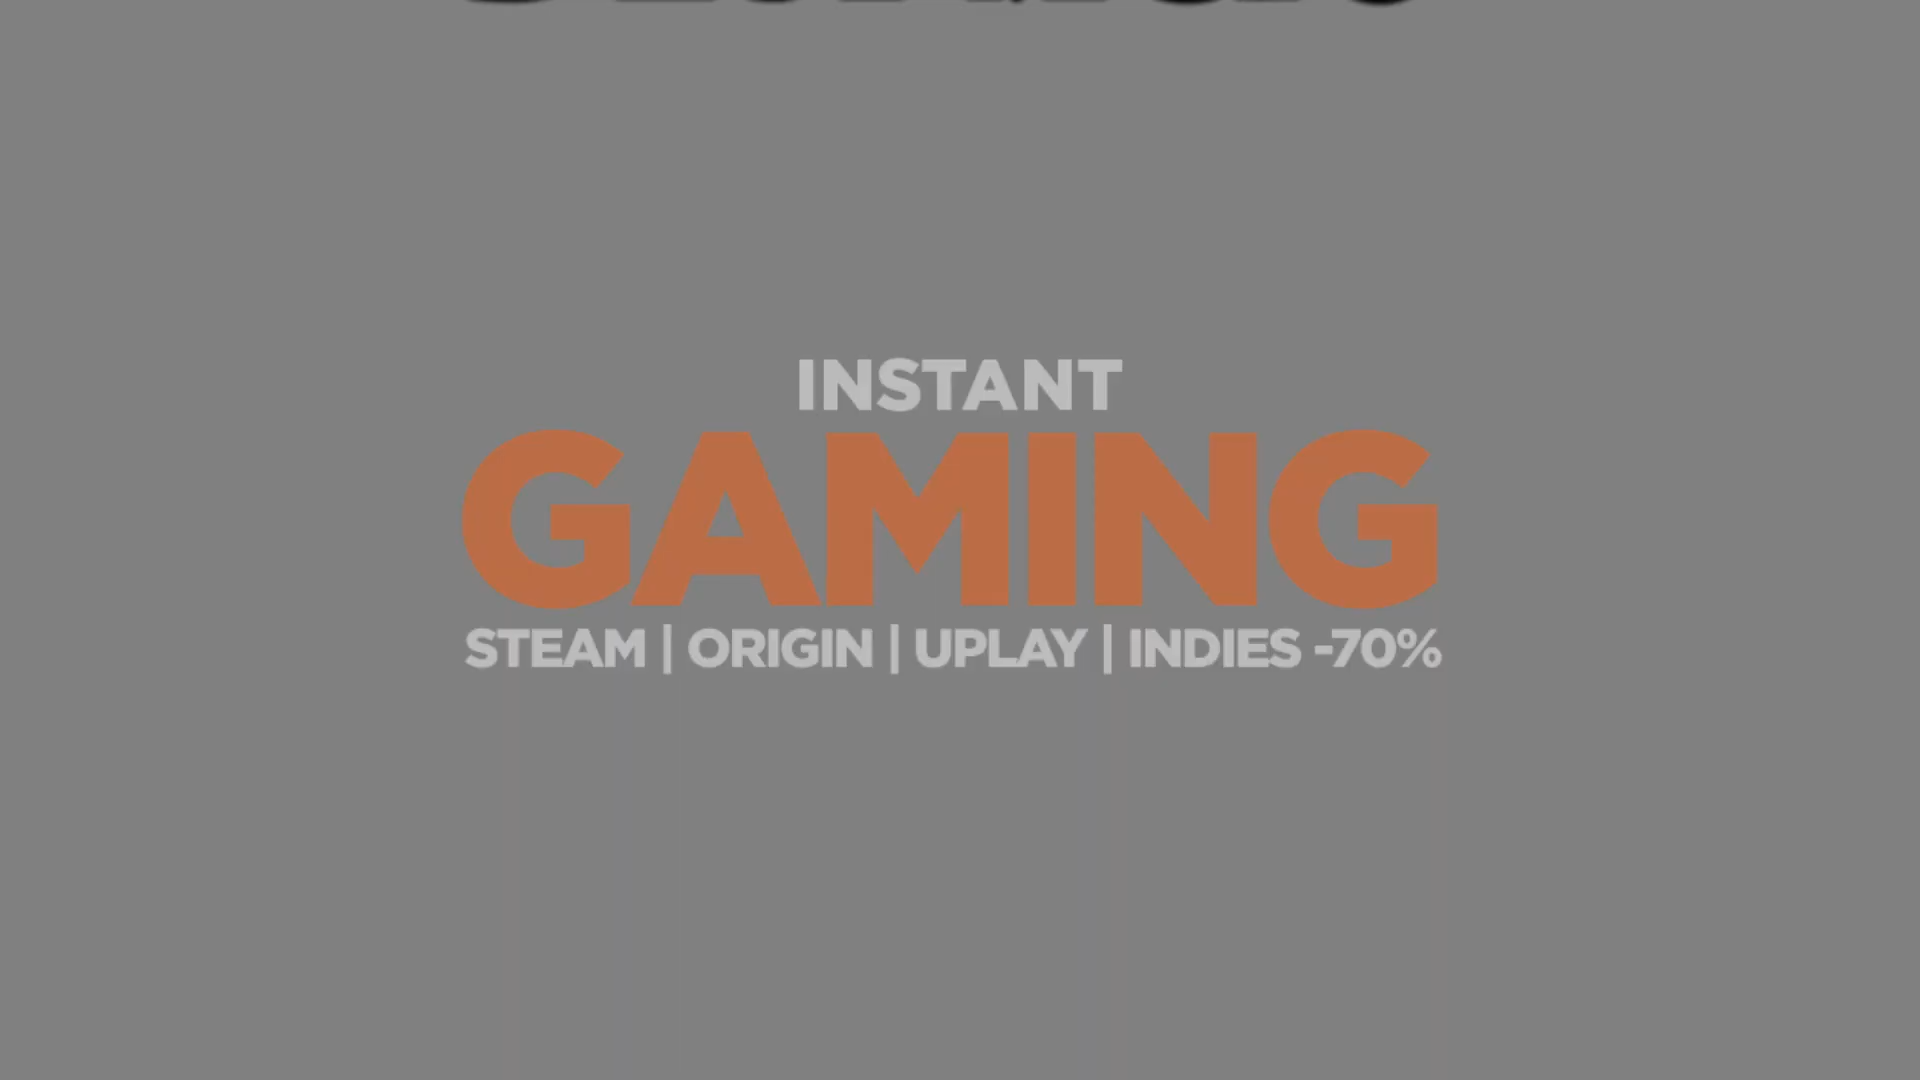 INSTANT
GAMING
STEAM | ORIGIN | UPLAY | INDIES -70%